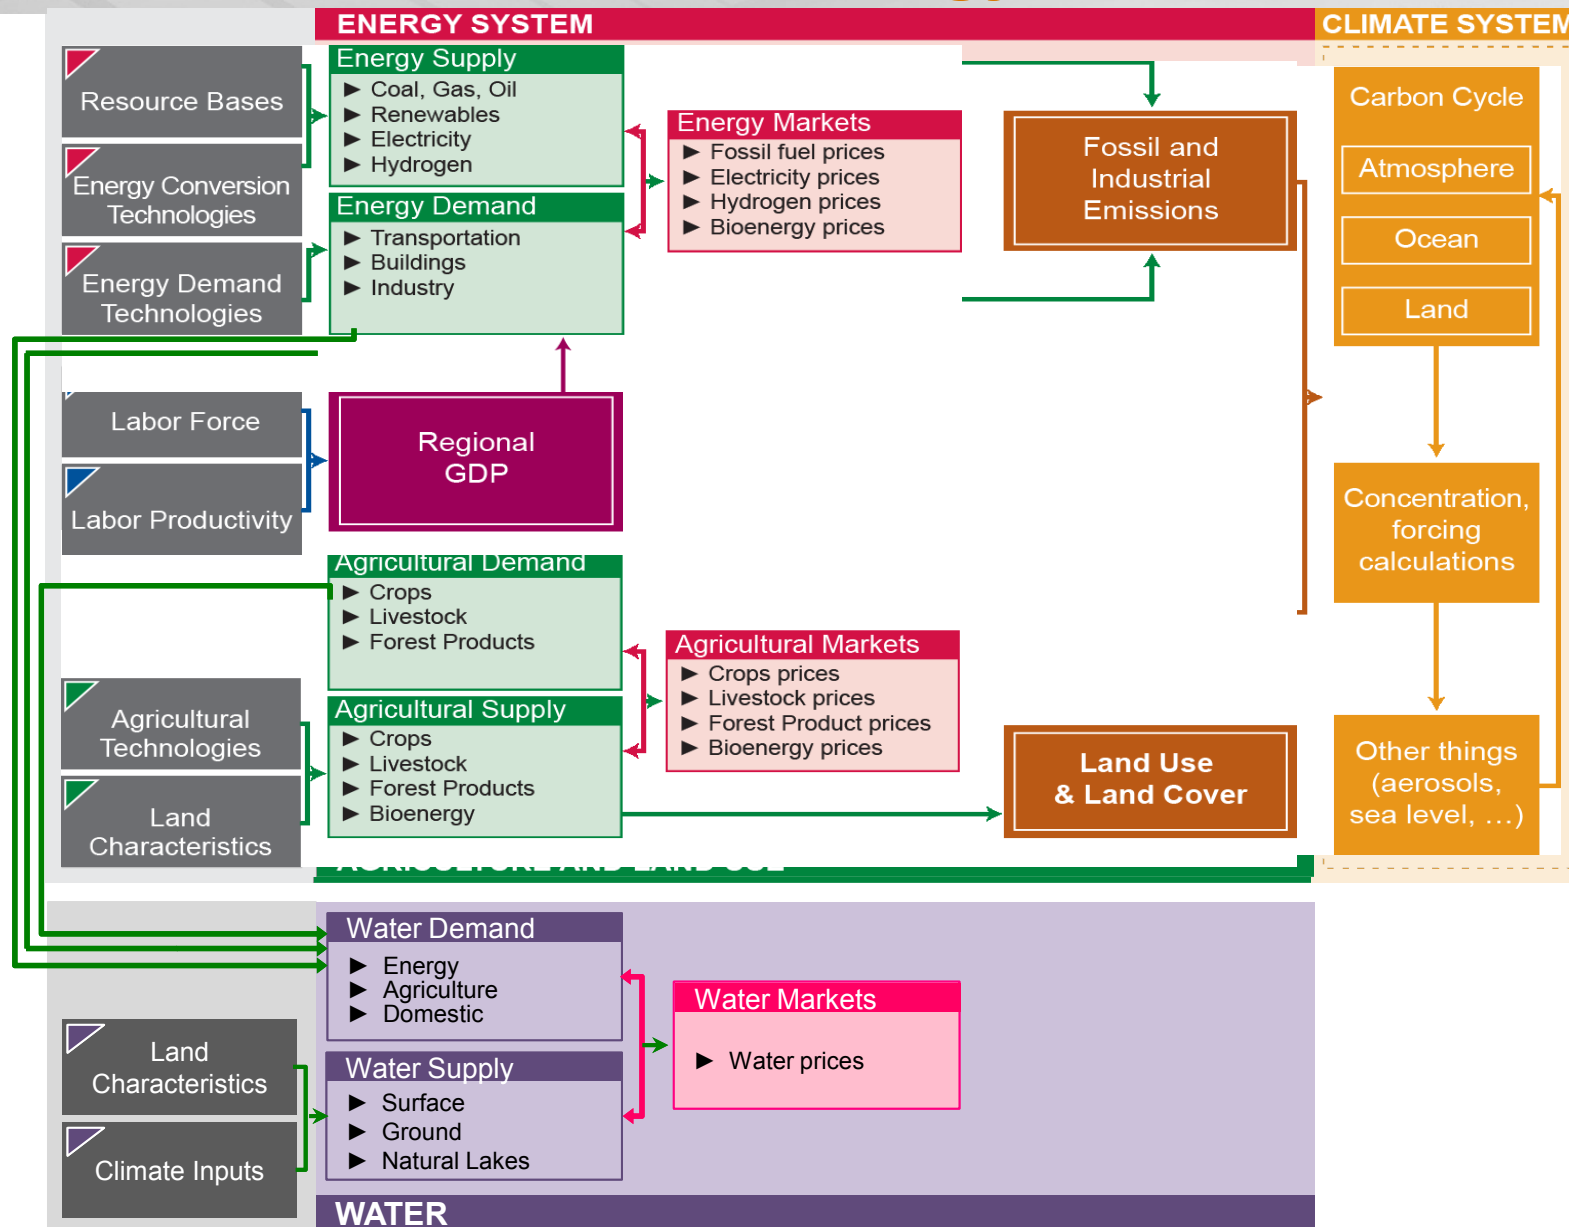 ENERGY SYSTEM
CLIMATE SYSTEM
Resource Bases
Energy Conversion
Technologies
Energy Demand
Technologies
Energy Supply
► Coal, Gas, Oil
► Renewables
► Electricity
► Hydrogen
Energy Demand
► Transportation
► Buildings
► Industry
Energy Markets
► Fossil fuel prices
► Electricity prices
► Hydrogen prices
► Bioenergy prices
Fossil and
Industrial
Emissions
Carbon Cycle
Atmosphere
Ocean
Land
Labor Force
Labor Productivity
Regional
GDP
Concentration,
forcing
calculations
Agricultural Demand
► Crops
► Livestock
► Forest Products
Agricultural Technologies
Land
Characteristics
Agricultural Supply
► Crops
► Livestock
► Forest Products
► Bioenergy
Agricultural Markets
► Crops prices
► Livestock prices
► Forest Product prices
► Bioenergy prices
Land Use
& Land Cover
Other things
(aerosols,
sea level, …)
AGRICULTURE AND LAND USE
Water Demand
► Energy
► Agriculture
► Domestic
Land
Characteristics
Climate Inputs
Water Supply
► Surface
► Ground
► Natural Lakes
Water Markets
► Water prices
WATER